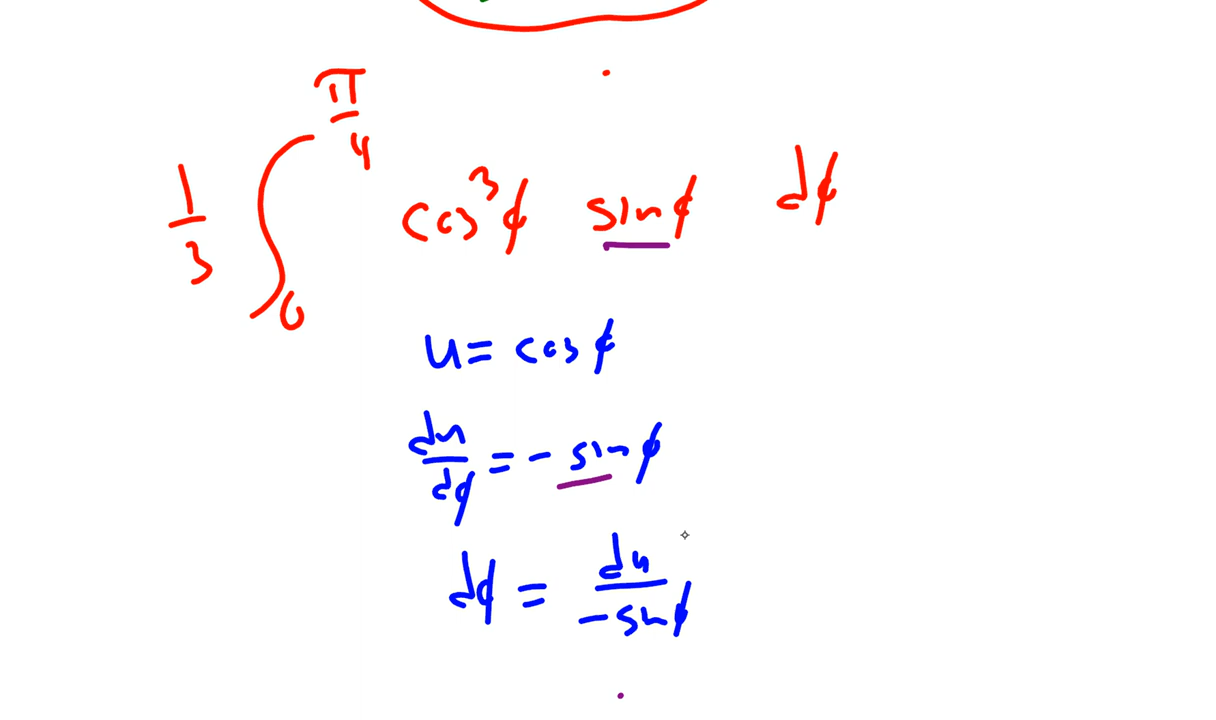 1/3 ∫₀^(π/4) cos³φ sinφ dφ
u = cosφ
du/dφ = - sinφ
dφ = du/(-sinφ)